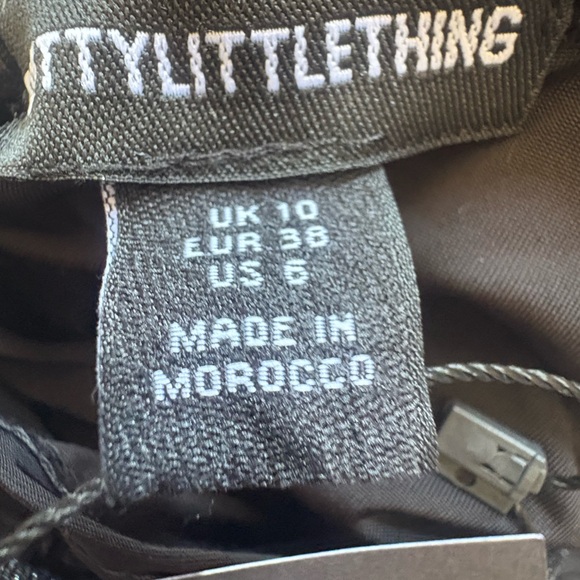 TTYLITTLETHING
UK 10
EUR 38
US 6
MADE IN
MOROCCO